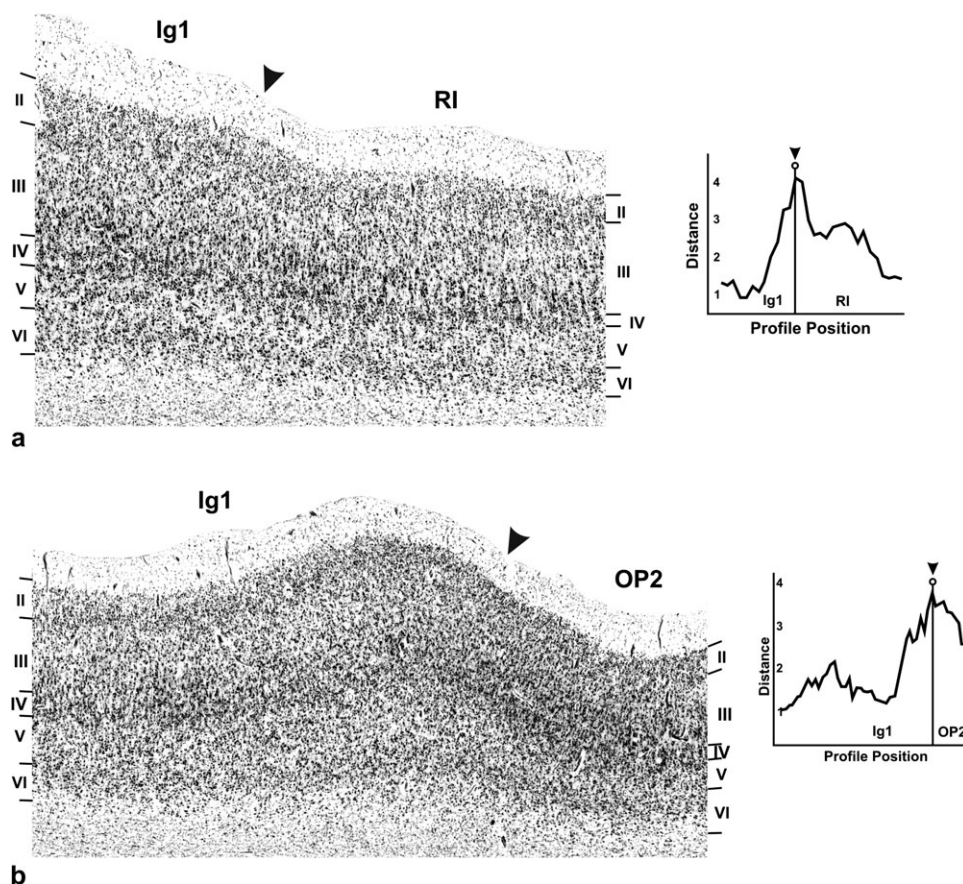 Ig1
RI
II
III
IV
V
VI
II
III
IV
V
VI
Distance
4
3
2
1
Ig1
RI
Profile Position
a
Ig1
OP2
II
III
IV
V
VI
II
III
IV
V
VI
Distance
4
3
2
1
Ig1
OP2
Profile Position
b